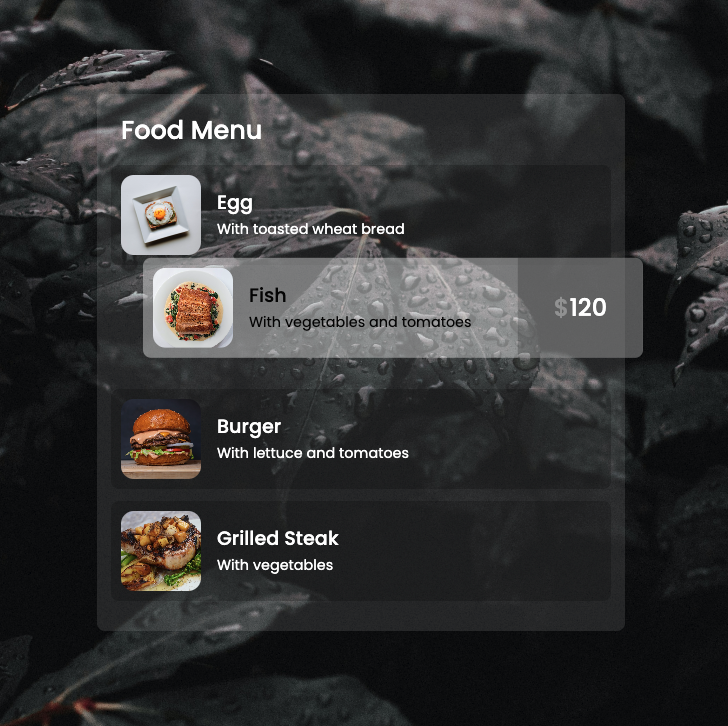 Food Menu
Egg
With toasted wheat bread
Fish
With vegetables and tomatoes
$120
Burger
With lettuce and tomatoes
Grilled Steak
With vegetables